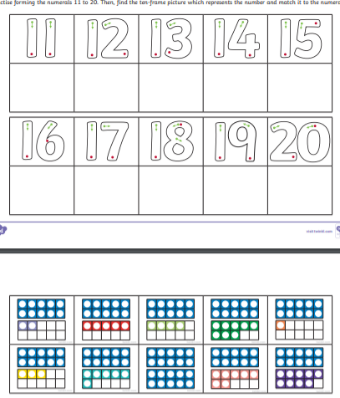 ctise forming the numerals 11 to 20. Then, find the ten-frame picture which represents the number and match it to the numera
11 12 13 14 15
16 17 18 19 20